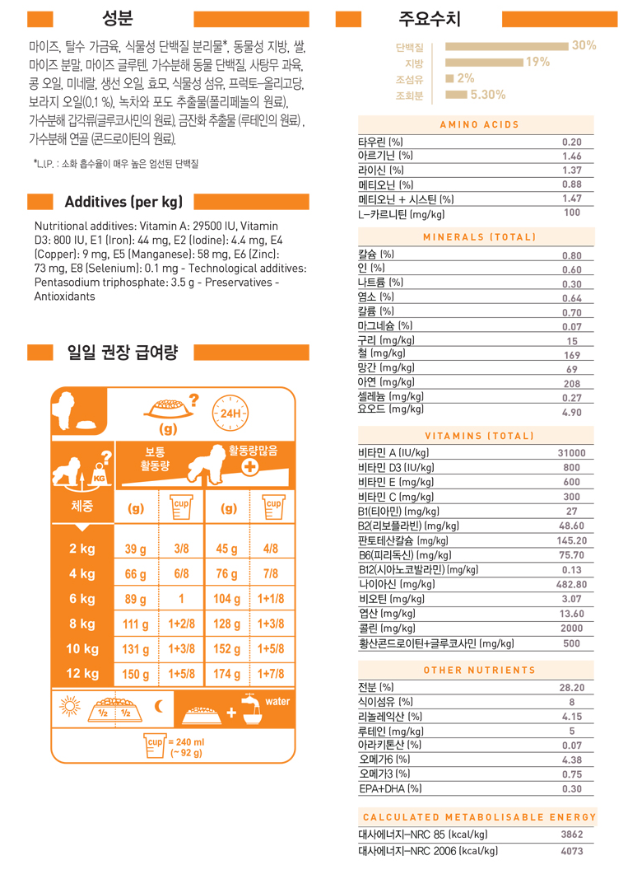 성분
마이즈, 탈수 가금육, 식물성 단백질 분리물*, 동물성 지방, 쌀,
마이즈 분말, 마이즈 글루텐, 가수분해 동물 단백질, 사탕무 과육,
콩 오일, 미네랄, 생선 오일, 효모, 식물성 섬유, 프럭토-올리고당,
보라지 오일(0.1 %), 녹차와 포도 추출물(폴리페놀의 원료),
가수분해 갑각류(글루코사민의 원료), 금잔화 추출물 (루테인의 원료) ,
가수분해 연골 (콘드로이틴의 원료).
*L.I.P. : 소화 흡수율이 매우 높은 엄선된 단백질
Additives (per kg)
Nutritional additives: Vitamin A: 29500 IU, Vitamin
D3: 800 IU, E1 (Iron): 44 mg, E2 (Iodine): 4.4 mg, E4
(Copper): 9 mg, E5 (Manganese): 58 mg, E6 (Zinc):
73 mg, E8 (Selenium): 0.1 mg - Technological additives:
Pentasodium triphosphate: 3.5 g - Preservatives -
Antioxidants
일일 권장 급여량
? 24H
(g)
? KG 보통 활동량 활동량많음 +
체중 (g) cup (g) cup
2 kg 39 g 3/8 45 g 4/8
4 kg 66 g 6/8 76 g 7/8
6 kg 89 g 1 104 g 1+1/8
8 kg 111 g 1+2/8 128 g 1+3/8
10 kg 131 g 1+3/8 152 g 1+5/8
12 kg 150 g 1+5/8 174 g 1+7/8
½ ½ + water
cup = 240 ml
(~ 92 g)
주요수치
단백질 30%
지방 19%
조섬유 2%
조회분 5.30%
AMINO ACIDS
타우린 (%) 0.20
아르기닌 (%) 1.46
라이신 (%) 1.37
메티오닌 (%) 0.88
메티오닌 + 시스틴 (%) 1.47
L-카르니틴 (mg/kg) 100
MINERALS (TOTAL)
칼슘 (%) 0.80
인 (%) 0.60
나트륨 (%) 0.30
염소 (%) 0.64
칼륨 (%) 0.70
마그네슘 (%) 0.07
구리 (mg/kg) 15
철 (mg/kg) 169
망간 (mg/kg) 69
아연 (mg/kg) 208
셀레늄 (mg/kg) 0.27
요오드 (mg/kg) 4.90
VITAMINS (TOTAL)
비타민 A (IU/kg) 31000
비타민 D3 (IU/kg) 800
비타민 E (mg/kg) 600
비타민 C (mg/kg) 300
B1(티아민) (mg/kg) 27
B2(리보플라빈) (mg/kg) 48.60
판토테산칼슘 (mg/kg) 145.20
B6(피리독신) (mg/kg) 75.70
B12(시아노코발라민) (mg/kg) 0.13
나이아신 (mg/kg) 482.80
비오틴 (mg/kg) 3.07
엽산 (mg/kg) 13.60
콜린 (mg/kg) 2000
황산콘드로이틴+글루코사민 (mg/kg) 500
OTHER NUTRIENTS
전분 (%) 28.20
식이섬유 (%) 8
리놀레익산 (%) 4.15
루테인 (mg/kg) 5
아라키톤산 (%) 0.07
오메가6 (%) 4.38
오메가3 (%) 0.75
EPA+DHA (%) 0.30
CALCULATED METABOLISABLE ENERGY
대사에너지-NRC 85 (kcal/kg) 3862
대사에너지-NRC 2006 (kcal/kg) 4073